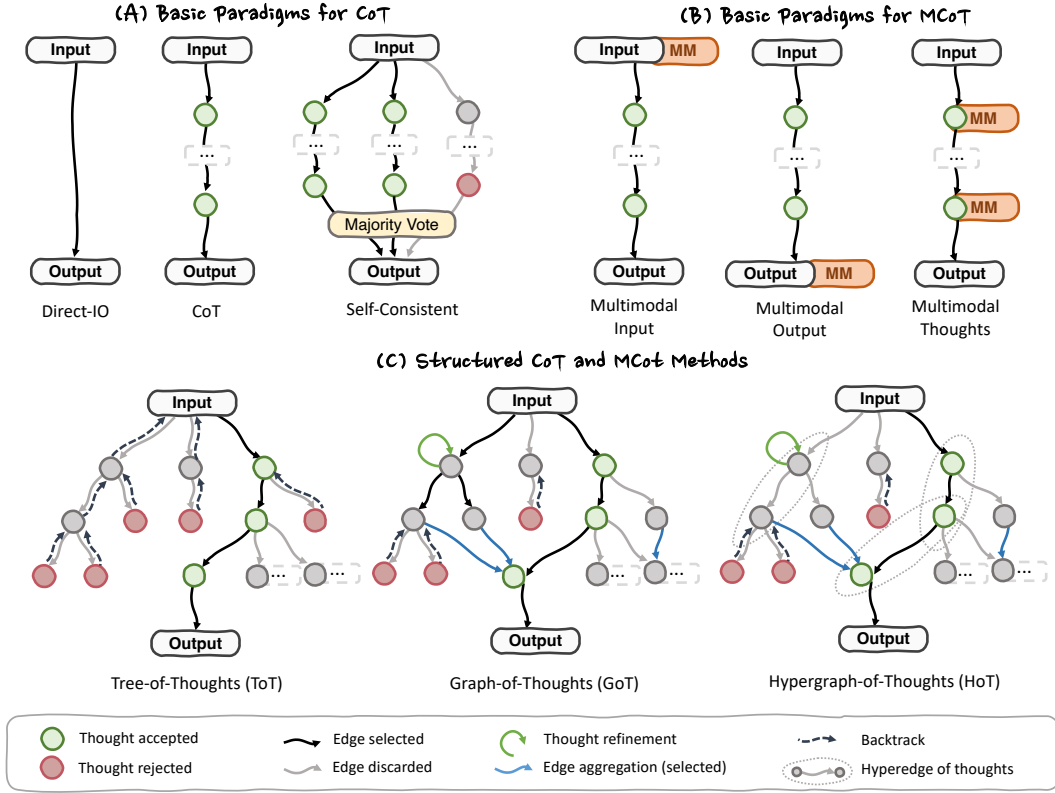 (A) Basic Paradigms for CoT
(B) Basic Paradigms for MCoT
Input
Input
Input
Input MM
Input
Input
MM
...
...
...
...
...
...
...
MM
Majority Vote
Output
Output
Output
Output
Output MM
Output
Direct-IO
CoT
Self-Consistent
Multimodal
Input
Multimodal
Output
Multimodal
Thoughts
(C) Structured CoT and MCot Methods
Input
Input
Input
...
...
...
...
...
...
Output
Output
Output
Tree-of-Thoughts (ToT)
Graph-of-Thoughts (GoT)
Hypergraph-of-Thoughts (HoT)
Thought accepted
Edge selected
Thought refinement
Backtrack
Thought rejected
Edge discarded
Edge aggregation (selected)
Hyperedge of thoughts